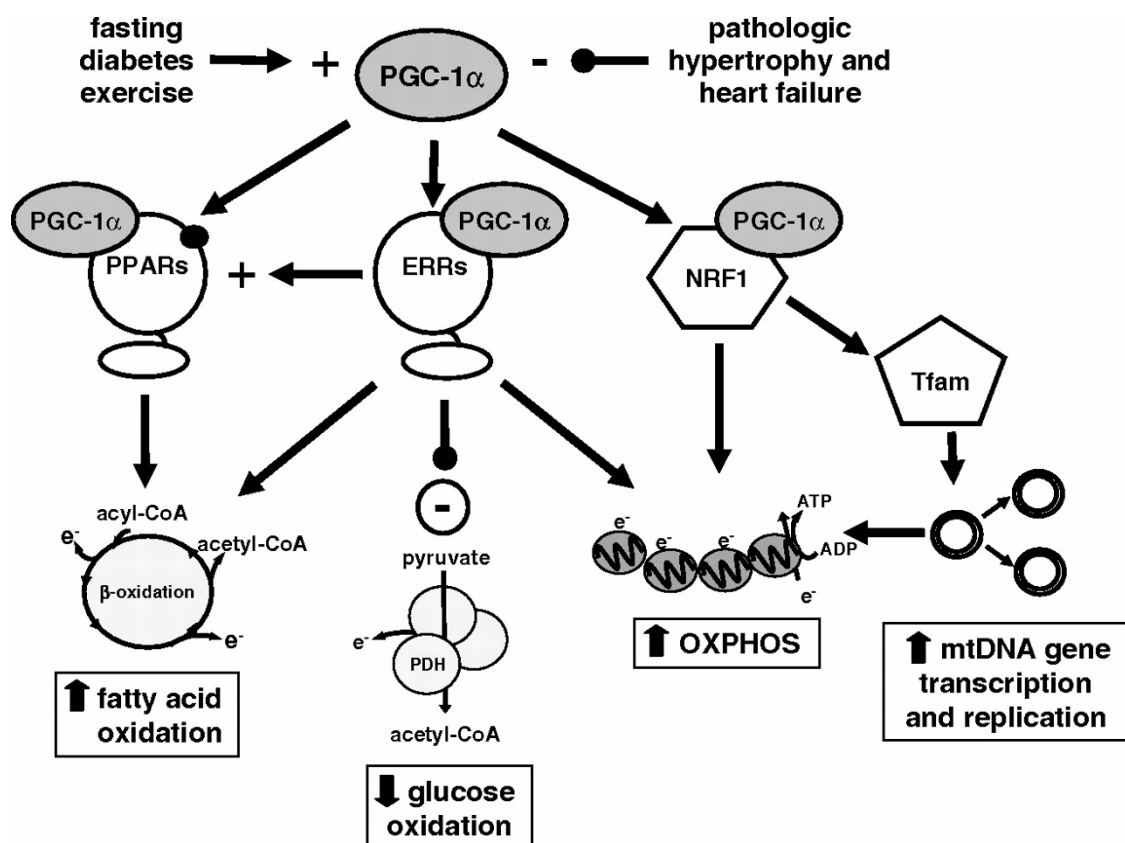 fasting
diabetes
exercise
+
PGC-1α
-
pathologic
hypertrophy and
heart failure
PGC-1α
PPARs
+
PGC-1α
ERRs
PGC-1α
NRF1
Tfam
acyl-CoA
e-
acetyl-CoA
β-oxidation
e-
fatty acid
oxidation
-
pyruvate
e-
PDH
acetyl-CoA
glucose
oxidation
e-
e-
e-
ATP
ADP
e-
OXPHOS
mtDNA gene
transcription
and replication